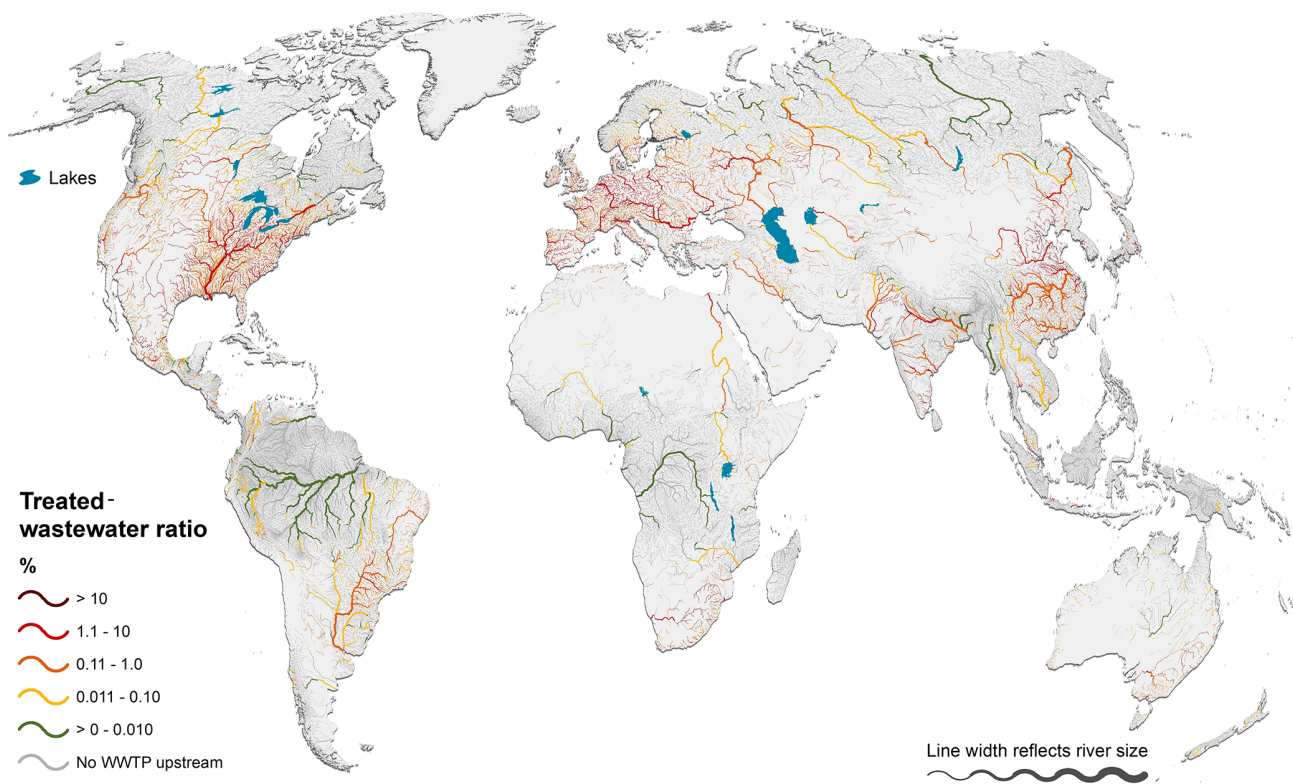 Lakes
Treated-
wastewater ratio
%
> 10
1.1 - 10
0.11 - 1.0
0.011 - 0.10
> 0 - 0.010
No WWTP upstream
Line width reflects river size